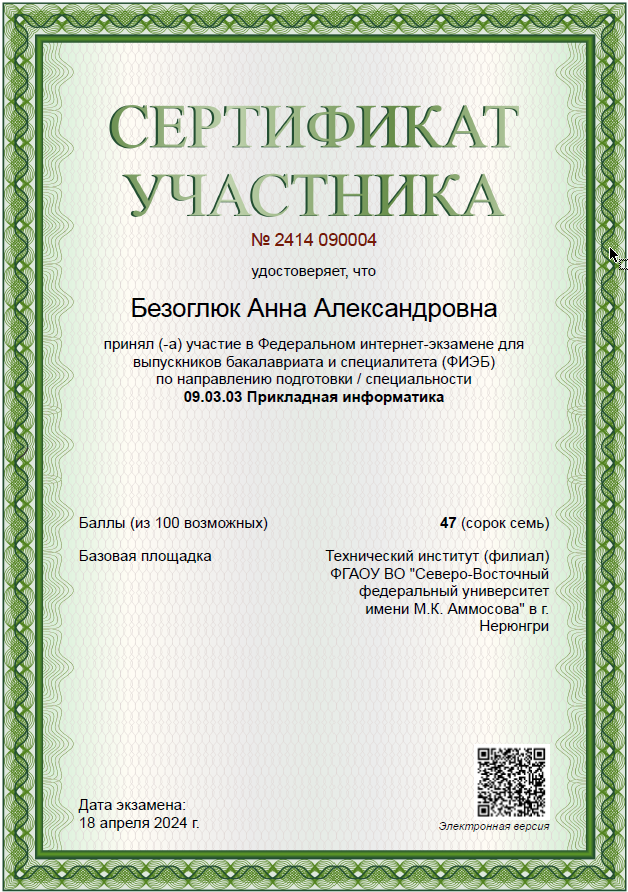 СЕРТИФИКАТ
УЧАСТНИКА
№ 2414 090004
удостоверяет, что
Безоглюк Анна Александровна
принял (-а) участие в Федеральном интернет-экзамене для
выпускников бакалавриата и специалитета (ФИЭБ)
по направлению подготовки / специальности
09.03.03 Прикладная информатика
Баллы (из 100 возможных)
47 (сорок семь)
Базовая площадка
Технический институт (филиал)
ФГАОУ ВО "Северо-Восточный
федеральный университет
имени М.К. Аммосова" в г.
Нерюнгри
Дата экзамена:
18 апреля 2024 г.
Электронная версия